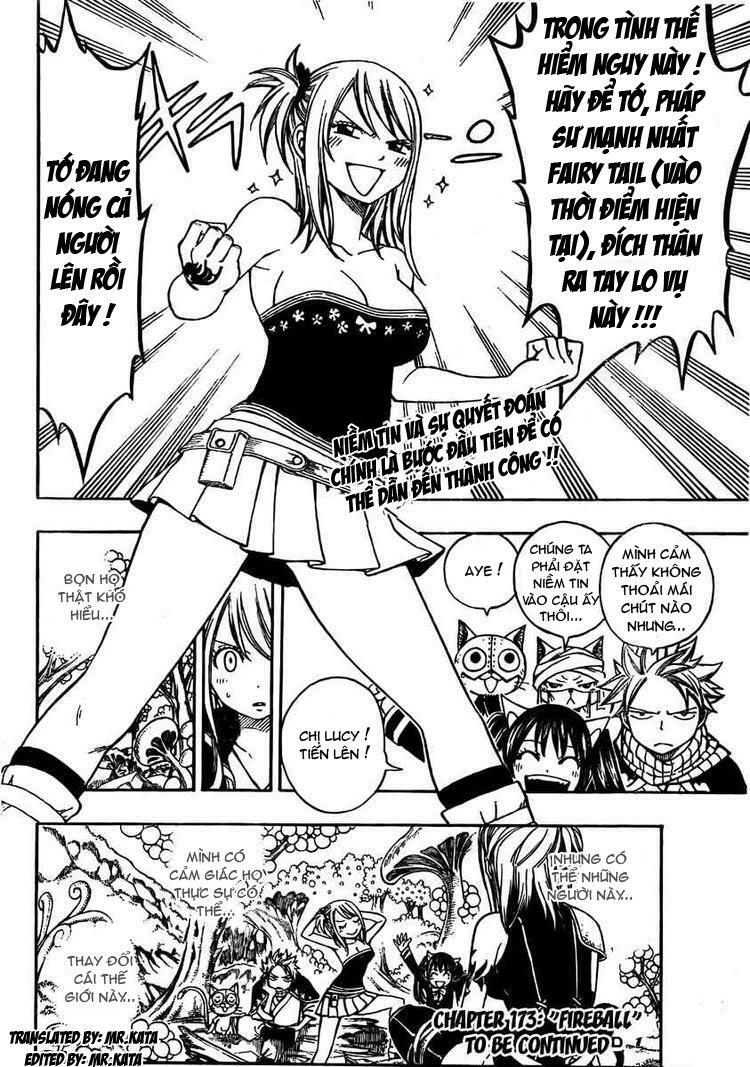 TRONG TÌNH THẾ
HIỂM NGUY NÀY !
HÃY ĐỂ TỚ, PHÁP
SƯ MẠNH NHẤT
FAIRY TAIL (VÀO
THỜI ĐIỂM HIỆN
TẠI), ĐÍCH THÂN
RA TAY LO VỤ
NÀY !!!
TỚ ĐANG
NÓNG CẢ
NGƯỜI
LÊN RỒI
ĐÂY !
NIỀM TIN VÀ SỰ QUYẾT ĐOÁN
CHÍNH LÀ BƯỚC ĐẦU TIÊN ĐỂ CÓ
THỂ DẪN ĐẾN THÀNH CÔNG !!
MÌNH CẢM
THẤY KHÔNG
THOẢI MÁI
CHÚT NÀO
NHƯNG...
CHÚNG TA
PHẢI ĐẶT
NIỀM TIN
VÀO CẬU ẤY
THÔI...
AYE !
CHỊ LUCY !
TIẾN LÊN !
BỌN HỌ
THẬT KHÓ
HIỂU...
NHƯNG CÓ
THỂ NHỮNG
NGƯỜI NÀY...
MÌNH CÓ
CẢM GIÁC HỌ
THỰC SỰ CÓ
THỂ...
THAY ĐỔI
CÁI THẾ
GIỚI NÀY...
CHAPTER 173: "FIREBALL"
TO BE CONTINUED
TRANSLATED BY: MR.KATA
EDITED BY: MR.KATA